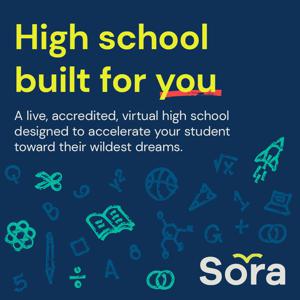 High school
built for you
A live, accredited, virtual high school
designed to accelerate your student
toward their wildest dreams.
Sora